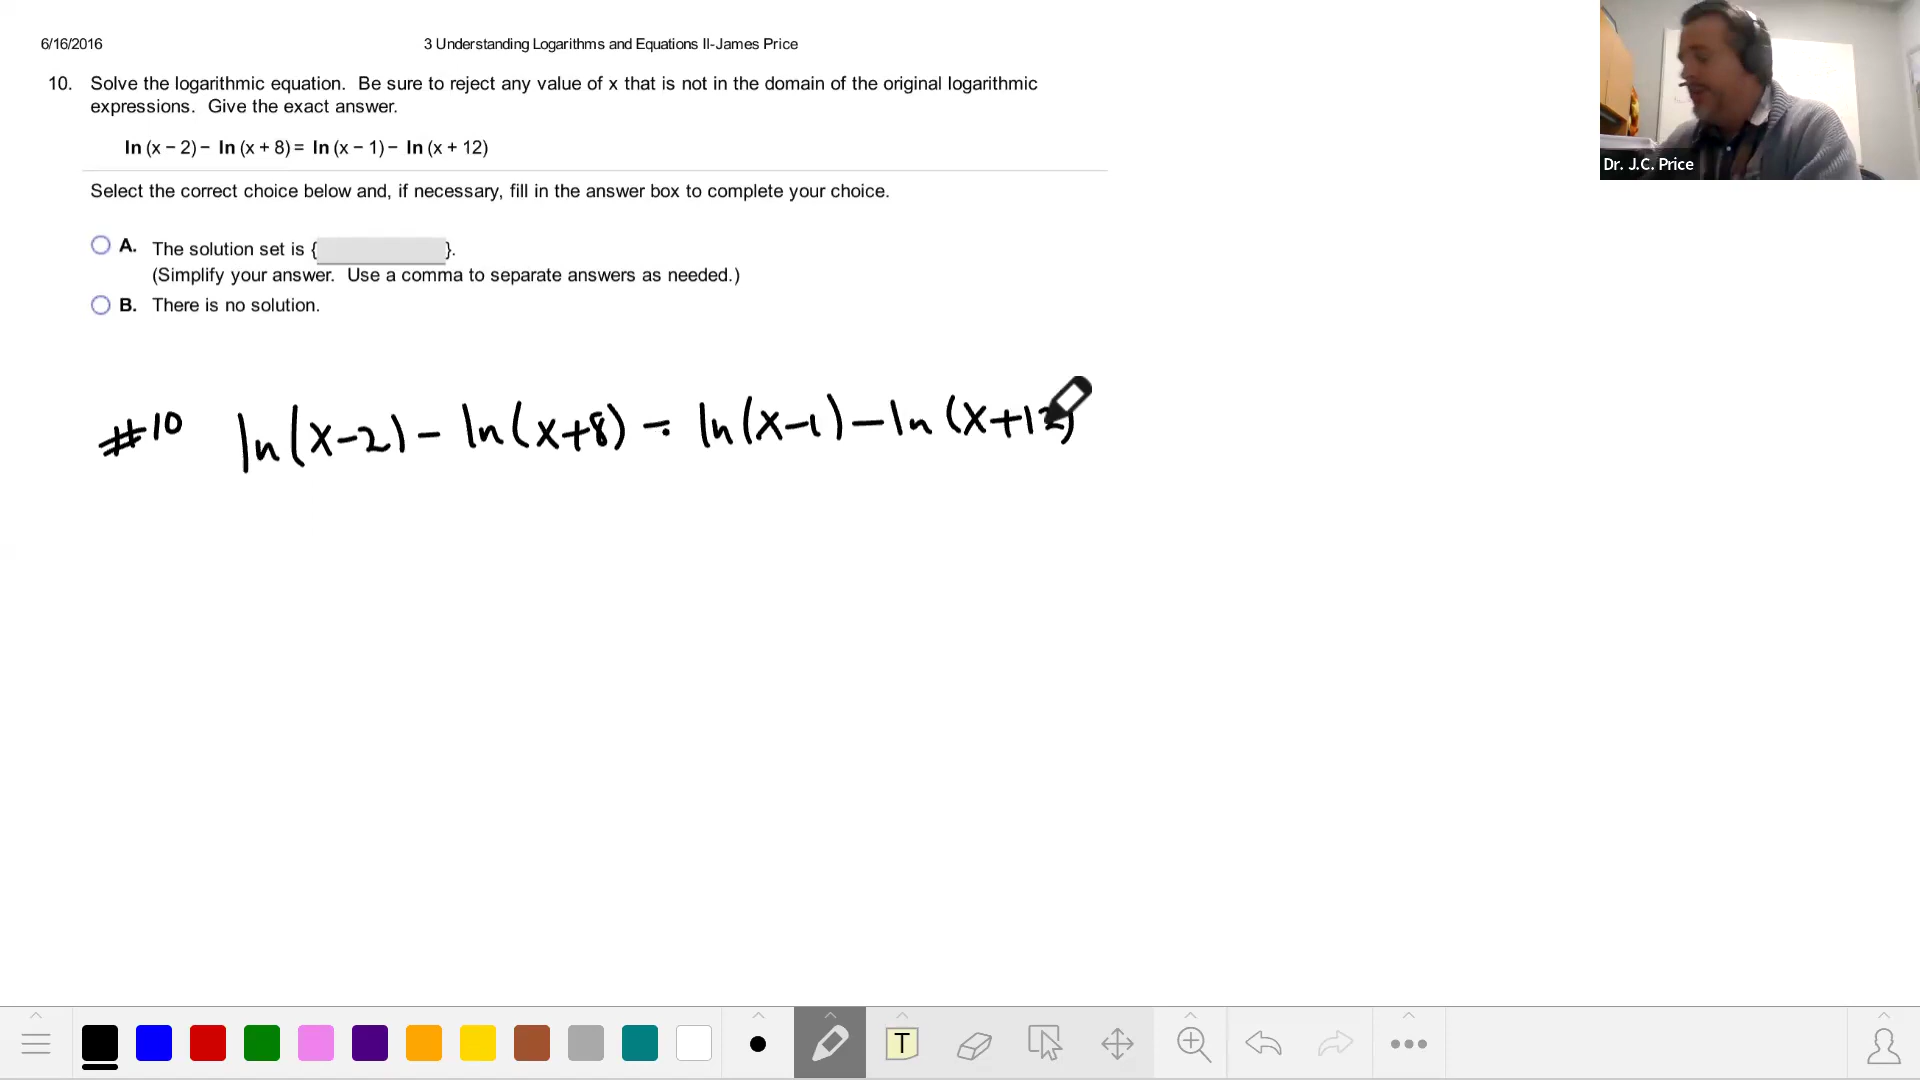 6/16/2016 3 Understanding Logarithms and Equations II-James Price
10. Solve the logarithmic equation. Be sure to reject any value of x that is not in the domain of the original logarithmic
expressions. Give the exact answer.
ln (x − 2) − ln (x + 8) = ln (x − 1) − ln (x + 12)
Select the correct choice below and, if necessary, fill in the answer box to complete your choice.
A. The solution set is { }.
(Simplify your answer. Use a comma to separate answers as needed.)
B. There is no solution.
Dr. J.C. Price
#10 ln(x-2) - ln(x+8) = ln(x-1) - ln(x+12)
T